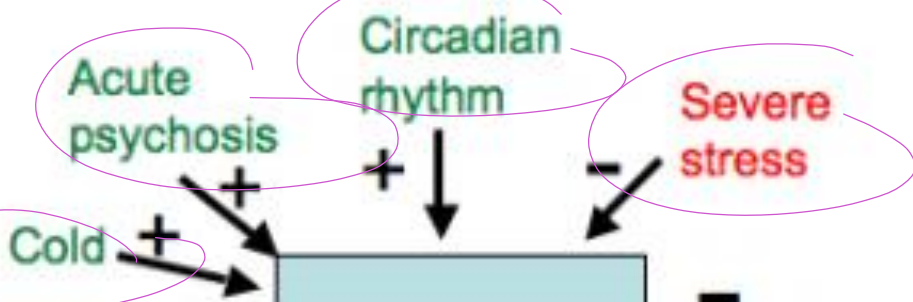 Circadian
rhythm
Acute
psychosis
Severe
stress
+
+
-
Cold
+
-